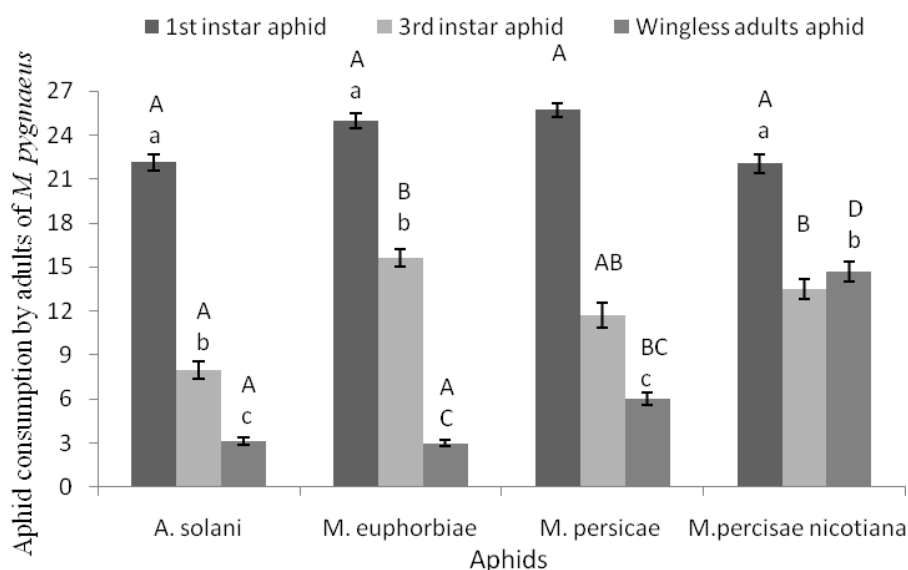 1st instar aphid 3rd instar aphid Wingless adults aphid
Aphid consumption by adults of M. pygmaeus
27
24
21
18
15
12
9
6
3
0
A
a
A
b
A
c
A
a
B
b
A
C
A
AB
BC
c
A
a
B
D
b
A. solani M. euphorbiae M. persicae M.percisae nicotiana
Aphids